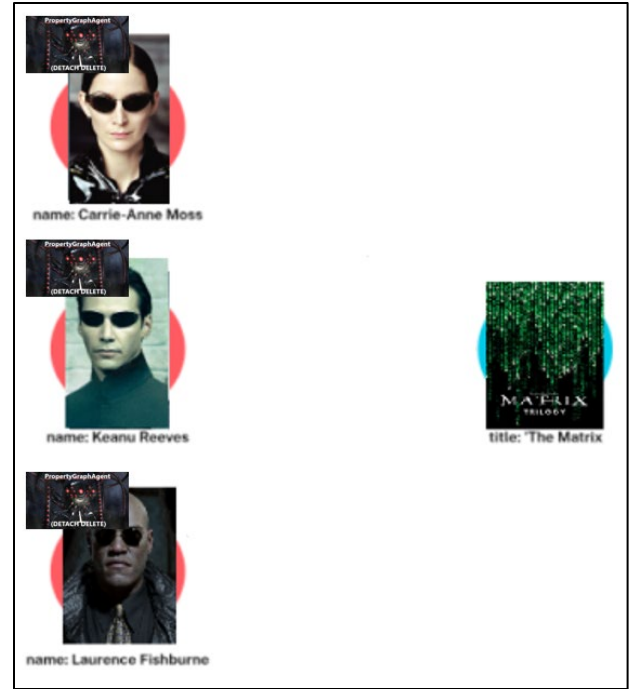 PropertyGraphAgent
(DETACH DELETE)
name: Carrie-Anne Moss
PropertyGraphAgent
(DETACH DELETE)
name: Keanu Reeves
MATRIX
TRILOGY
title: 'The Matrix
PropertyGraphAgent
(DETACH DELETE)
name: Laurence Fishburne